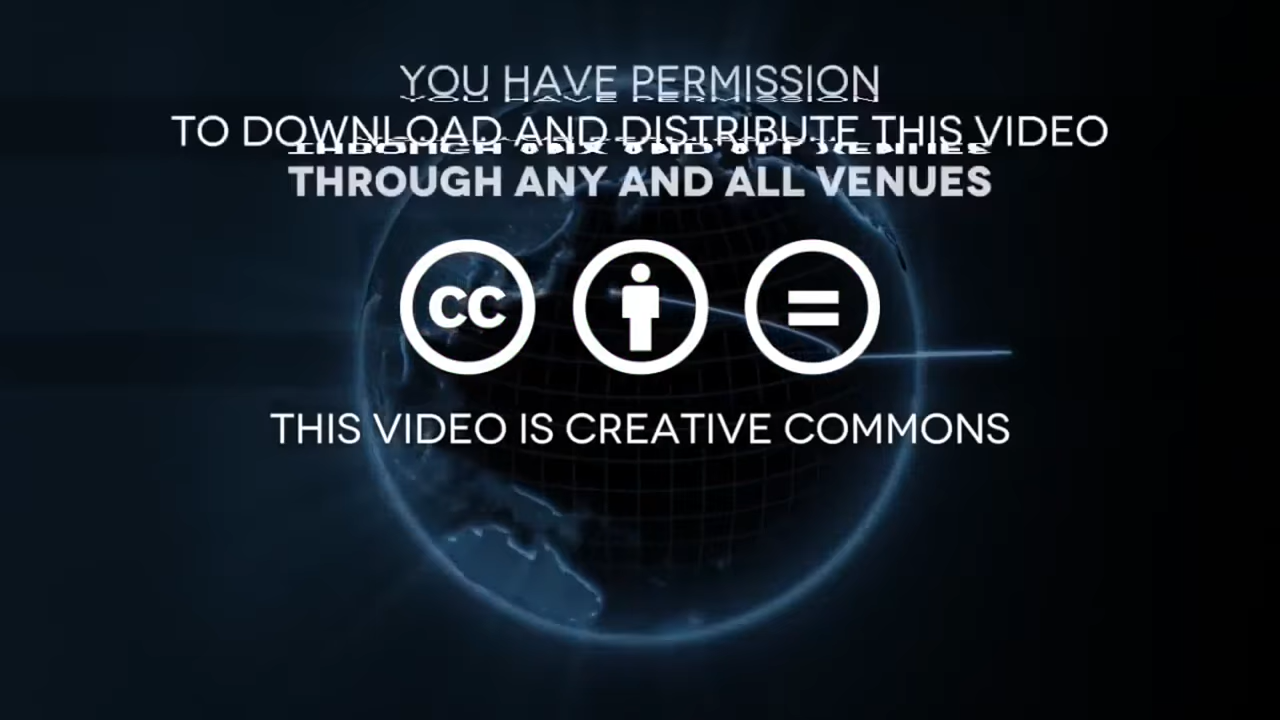 YOU HAVE PERMISSION
TO DOWNLOAD AND DISTRIBUTE THIS VIDEO
THROUGH ANY AND ALL VENUES
CC
=
THIS VIDEO IS CREATIVE COMMONS